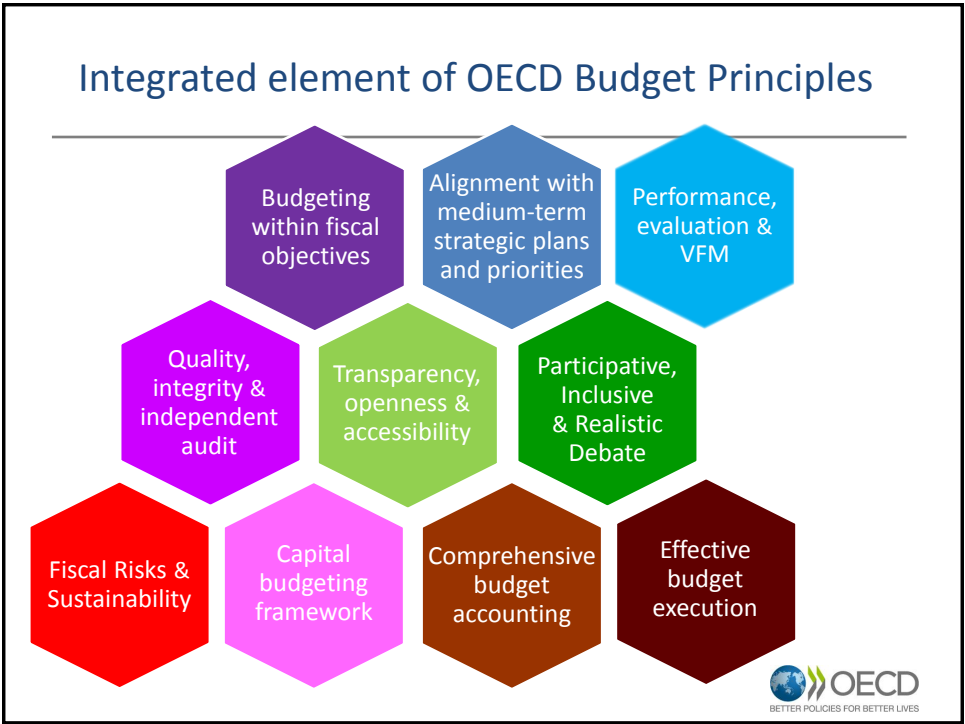 Integrated element of OECD Budget Principles
Budgeting
within fiscal
objectives
Alignment with
medium-term
strategic plans
and priorities
Performance,
evaluation &
VFM
Quality,
integrity &
independent
audit
Transparency,
openness &
accessibility
Participative,
Inclusive
& Realistic
Debate
Fiscal Risks &
Sustainability
Capital
budgeting
framework
Comprehensive
budget
accounting
Effective
budget
execution
OECD
BETTER POLICIES FOR BETTER LIVES